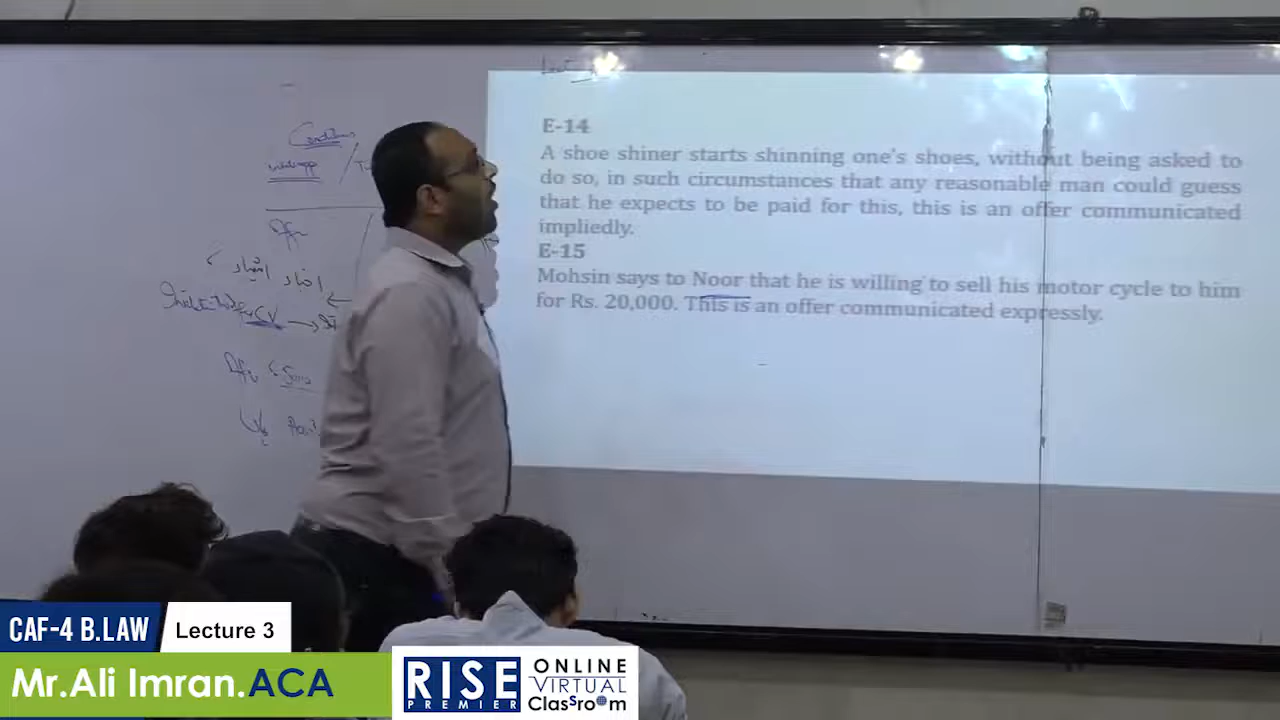 E-14
A shoe shiner starts shinning one's shoes, without being asked to
do so, in such circumstances that any reasonable man could guess
that he expects to be paid for this, this is an offer communicated
impliedly.
E-15
Mohsin says to Noor that he is willing to sell his motor cycle to him
for Rs. 20,000. This is an offer communicated expressly.
اخبار اشتہار
CV
CAF-4 B.LAW
Lecture 3
Mr.Ali Imran.ACA
RISE
PREMIER
ONLINE
VIRTUAL
Classroom